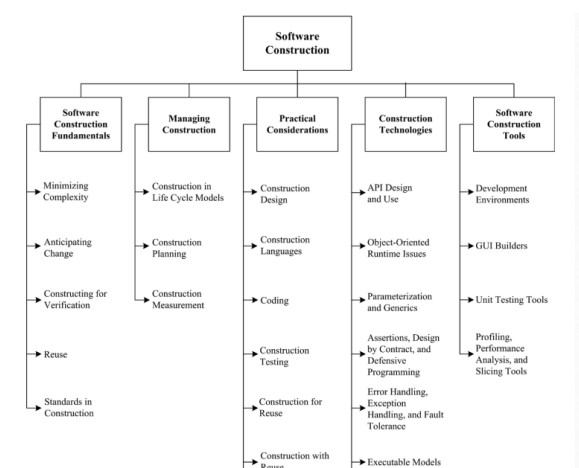 Software
Construction
Software
Construction
Fundamentals
Managing
Construction
Practical
Considerations
Construction
Technologies
Software
Construction
Tools
Minimizing
Complexity
Anticipating
Change
Constructing for
Verification
Reuse
Standards in
Construction
Construction in
Life Cycle Models
Construction
Planning
Construction
Measurement
Construction
Design
Construction
Languages
Coding
Construction
Testing
Construction for
Reuse
Construction with
Reuse
API Design
and Use
Object-Oriented
Runtime Issues
Parameterization
and Generics
Assertions, Design
by Contract, and
Defensive
Programming
Error Handling,
Exception
Handling, and Fault
Tolerance
Executable Models
Development
Environments
GUI Builders
Unit Testing Tools
Profiling,
Performance
Analysis, and
Slicing Tools